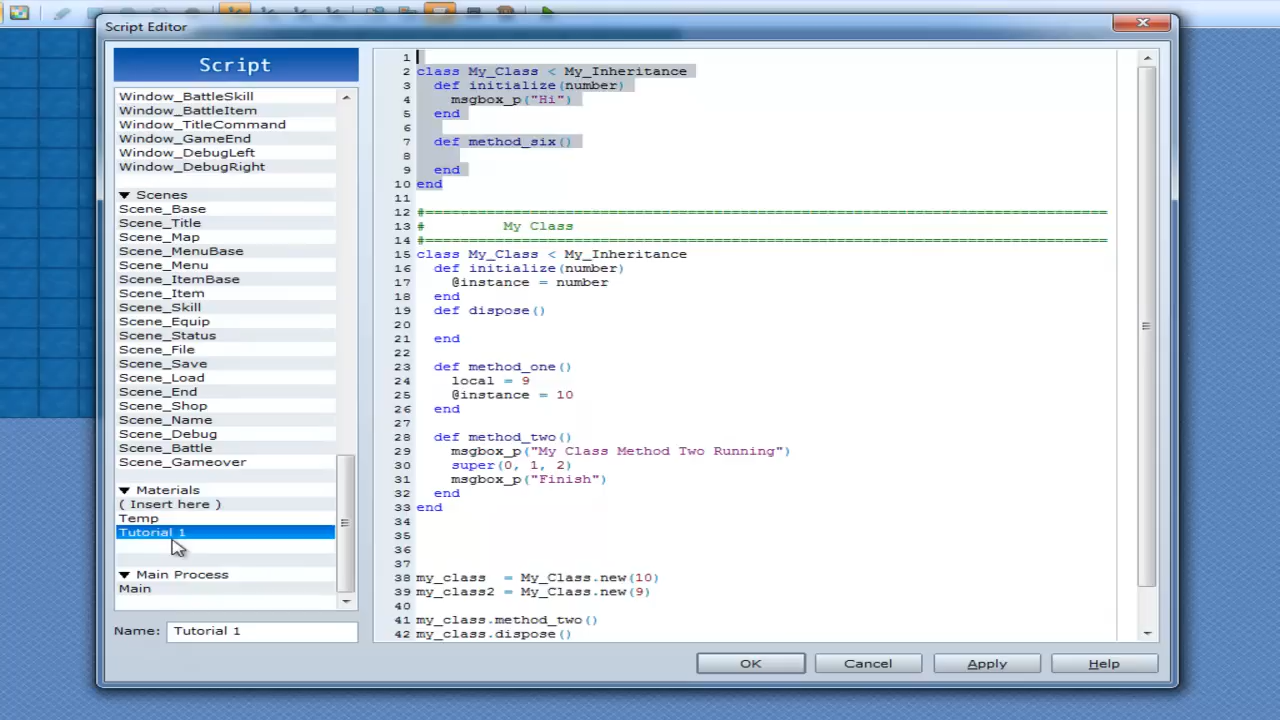 Script Editor
Script
Window_BattleSkill
Window_BattleItem
Window_TitleCommand
Window_GameEnd
Window_DebugLeft
Window_DebugRight
▼ Scenes
Scene_Base
Scene_Title
Scene_Map
Scene_MenuBase
Scene_Menu
Scene_ItemBase
Scene_Item
Scene_Skill
Scene_Equip
Scene_Status
Scene_File
Scene_Save
Scene_Load
Scene_End
Scene_Shop
Scene_Name
Scene_Debug
Scene_Battle
Scene_Gameover
▼ Materials
( Insert here )
Temp
Tutorial 1
▼ Main Process
Main
Name: Tutorial 1
1
2 class My_Class < My_Inheritance
3 def initialize(number)
4 msgbox_p("Hi")
5 end
6
7 def method_six()
8
9 end
10 end
11
12 #==============================================================================
13 # My Class
14 #==============================================================================
15 class My_Class < My_Inheritance
16 def initialize(number)
17 @instance = number
18 end
19 def dispose()
20
21 end
22
23 def method_one()
24 local = 9
25 @instance = 10
26 end
27
28 def method_two()
29 msgbox_p("My Class Method Two Running")
30 super(0, 1, 2)
31 msgbox_p("Finish")
32 end
33 end
34
35
36
37
38 my_class = My_Class.new(10)
39 my_class2 = My_Class.new(9)
40
41 my_class.method_two()
42 my_class.dispose()
OK Cancel Apply Help